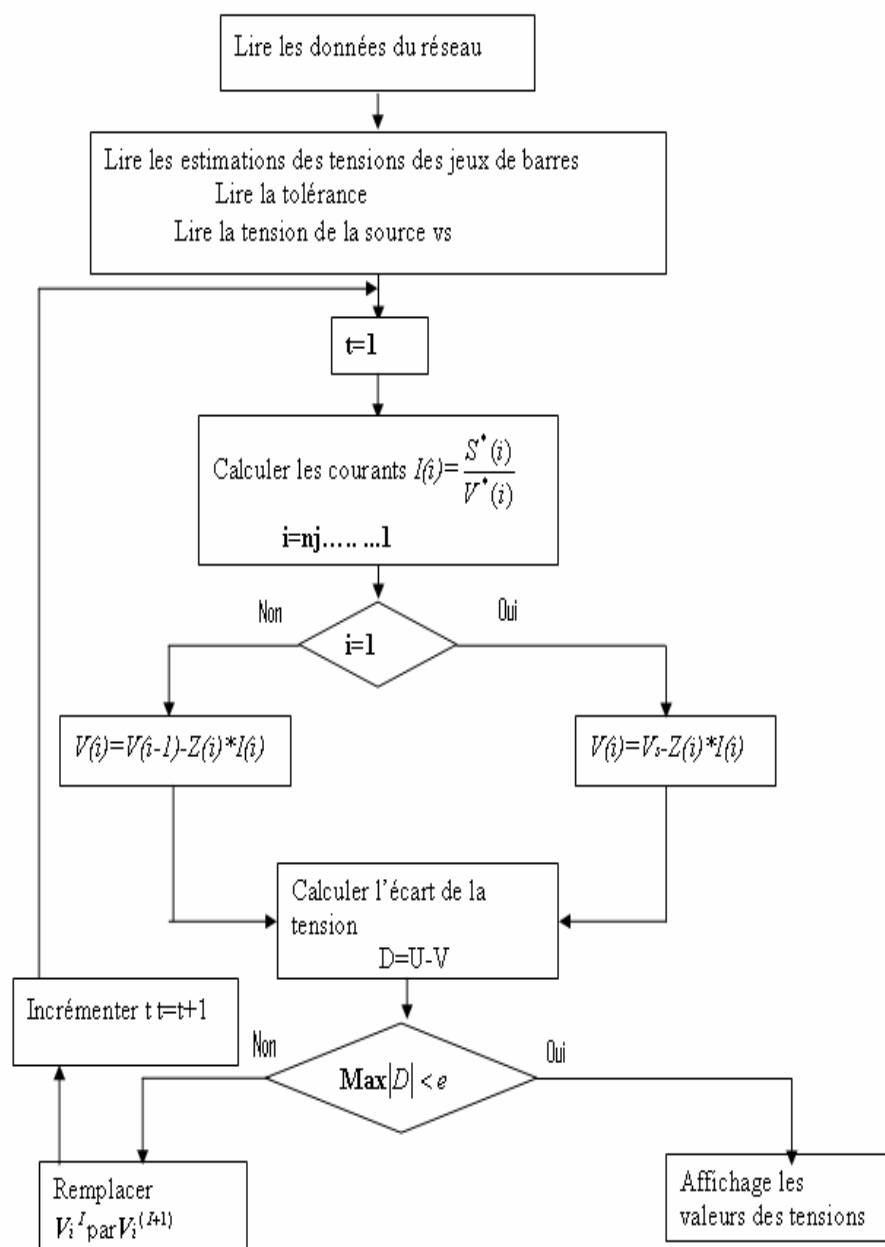 Lire les données du réseau
Lire les estimations des tensions des jeux de barres
Lire la tolérance
Lire la tension de la source vs
t=1
Calculer les courants I(i)=S*(i)/V*(i)
i=nj..... ...1
Non
Oui
i=1
V(i)=V(i-1)-Z(i)*I(i)
V(i)=Vs-Z(i)*I(i)
Calculer l'écart de la
tension
D=U-V
Incrémenter t t=t+1
Non
Oui
Max|D| < e
Remplacer
Vi^I par Vi^(I+1)
Affichage les
valeurs des tensions